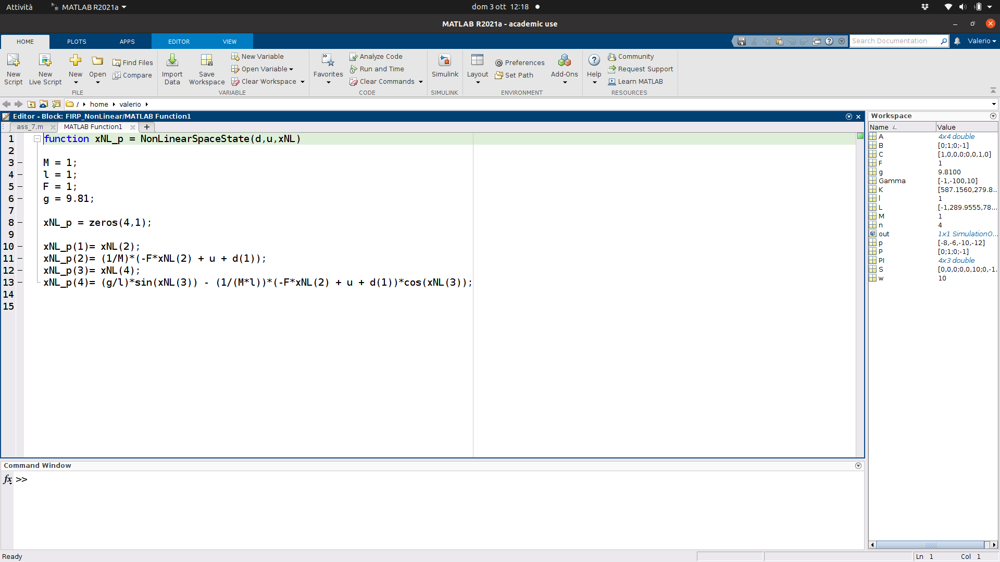 Attività MATLAB R2021a dom 3 ott 12:18
MATLAB R2021a - academic use
HOME PLOTS APPS EDITOR VIEW Search Documentation Valerio
New Script
New Live Script
New
Open
Find Files
Compare
FILE
Import Data
Save Workspace
New Variable
Open Variable
Clear Workspace
VARIABLE
Favorites
Analyze Code
Run and Time
Clear Commands
CODE
Simulink
SIMULINK
Layout
Preferences
Set Path
Add-Ons
ENVIRONMENT
Help
Community
Request Support
Learn MATLAB
RESOURCES
/ home valerio
Editor - Block: FIRP_NonLinear/MATLAB Function1
ass_7.m MATLAB Function1 +
1 function xNL_p = NonLinearSpaceState(d,u,xNL)
2
3 – M = 1;
4 – l = 1;
5 – F = 1;
6 – g = 9.81;
7
8 – xNL_p = zeros(4,1);
9
10 – xNL_p(1)= xNL(2);
11 – xNL_p(2)= (1/M)*(-F*xNL(2) + u + d(1));
12 – xNL_p(3)= xNL(4);
13 – xNL_p(4)= (g/l)*sin(xNL(3)) - (1/(M*l))*(-F*xNL(2) + u + d(1))*cos(xNL(3));
14
15
Command Window
fx >>
Workspace
Name Value
A 4x4 double
B [0;1;0;-1]
C [1,0,0,0;0,0,1,0]
F 1
g 9.8100
Gamma [-1,-100,10]
K [587.1560,279.8...
l 1
L [-1,289.9555,78...
M 1
n 4
out 1x1 SimulationO...
p [-8,-6,-10,-12]
P [0;1;0;-1]
PI 4x3 double
S [0,0,0;0,0,10;0,-1...
w 10
Ready Ln 1 Col 1